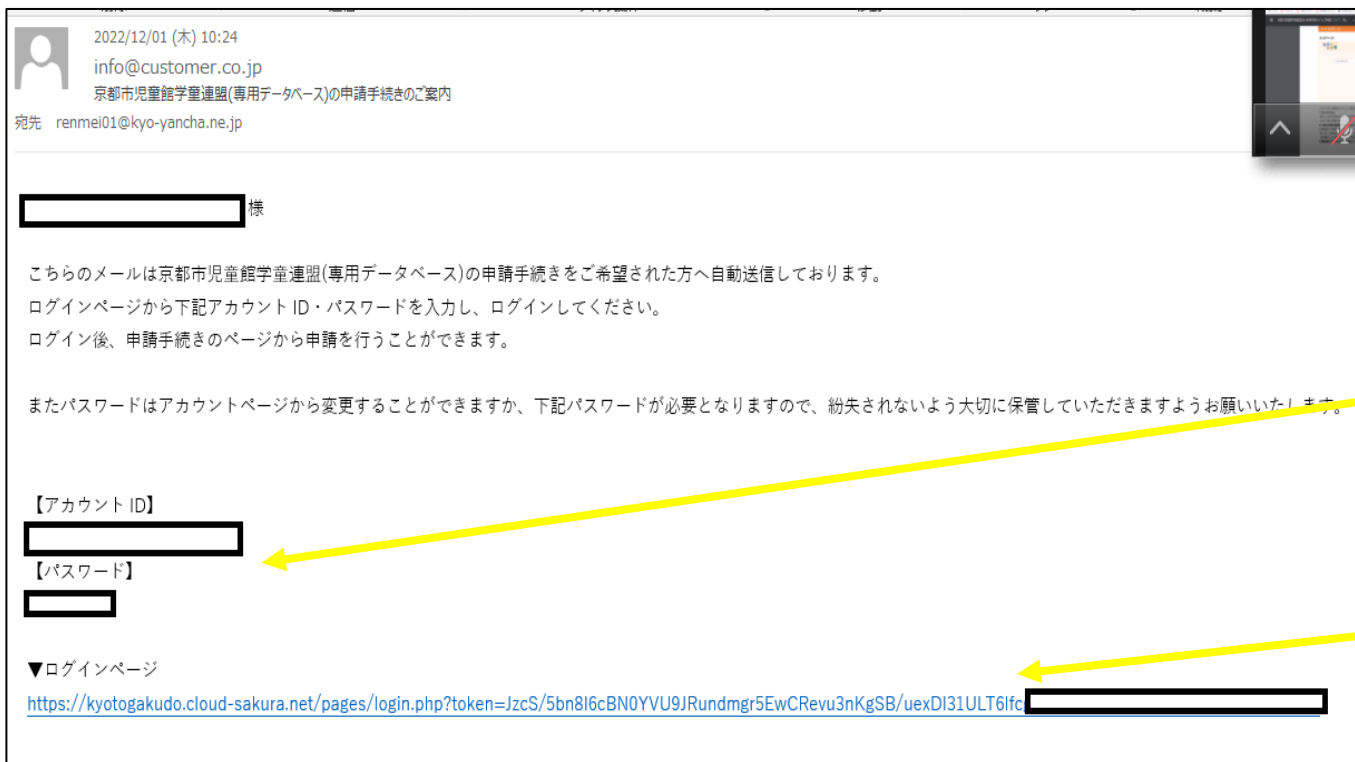 2022/12/01 (木) 10:24
info@customer.co.jp
京都市児童館学童連盟(専用データベース)の申請手続きのご案内
宛先 renmei01@kyo-yancha.ne.jp
様
こちらのメールは京都市児童館学童連盟(専用データベース)の申請手続きをご希望された方へ自動送信しております。
ログインページから下記アカウント ID・パスワードを入力し、ログインしてください。
ログイン後、申請手続きのページから申請を行うことができます。
またパスワードはアカウントページから変更することができますか、下記パスワードが必要となりますので、紛失されないよう大切に保管していただきますようお願いいたします。
【アカウント ID】
【パスワード】
▼ログインページ
https://kyotogakudo.cloud-sakura.net/pages/login.php?token=JzcS/5bn8I6cBN0YVU9JRundmgr5EwCRevu3nKgSB/uexDI31ULT6Ifc